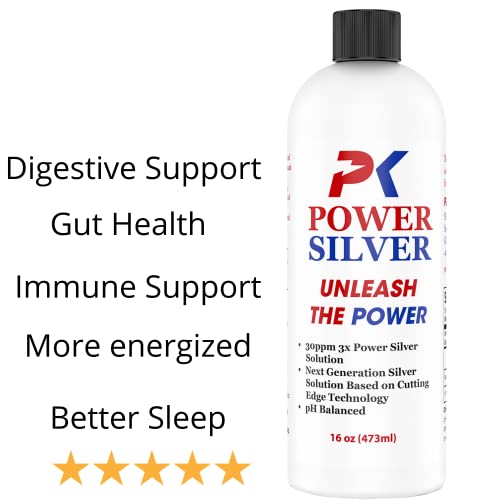 Digestive Support
Gut Health
Immune Support
More energized
Better Sleep
PK
POWER
SILVER
UNLEASH
THE POWER
• 30ppm 3x Power Silver
Solution
• Next Generation Silver
Solution Based on Cutting
Edge Technology
• pH Balanced
16 oz (473ml)